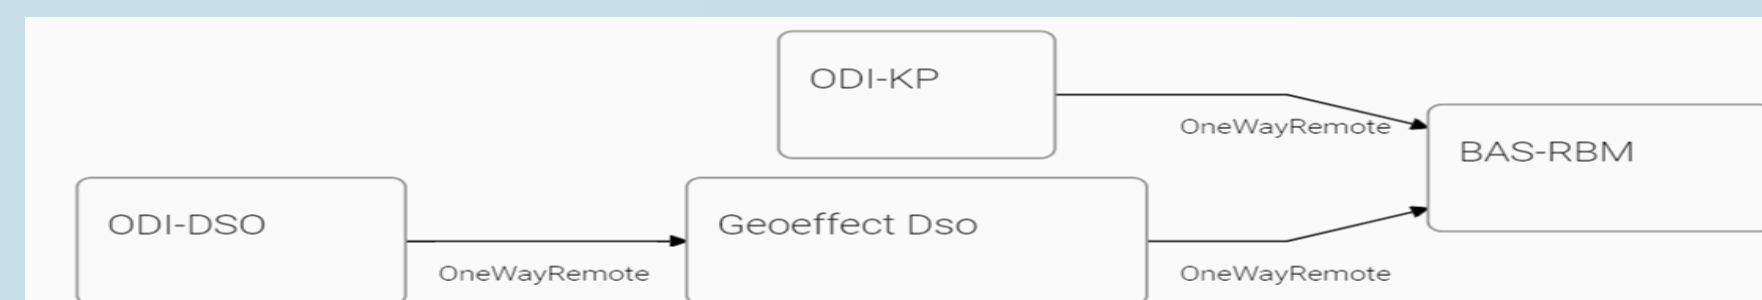 ODI-KP
OneWayRemote
BAS-RBM
ODI-DSO
OneWayRemote
Geoeffect Dso
OneWayRemote